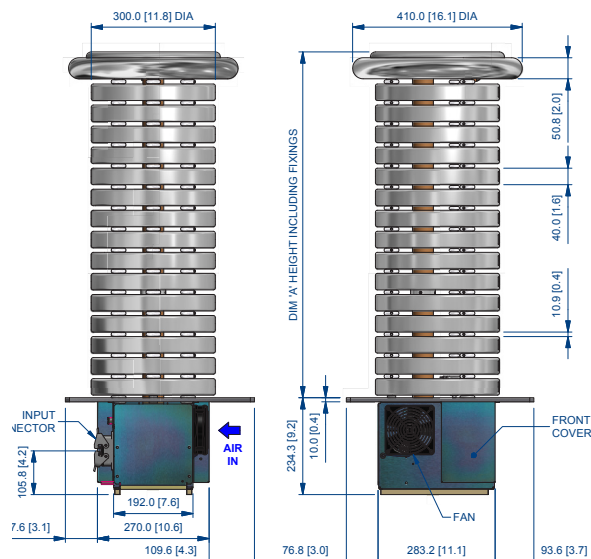 300.0 [11.8] DIA
410.0 [16.1] DIA
DIM 'A' HEIGHT INCLUDING FIXINGS
50.8 [2.0]
40.0 [1.6]
10.9 [0.4]
234.3 [9.2]
10.0 [0.4]
INPUT
NECTOR
105.8 [4.2]
AIR
IN
FRONT
COVER
FAN
192.0 [7.6]
7.6 [3.1]
270.0 [10.6]
109.6 [4.3]
76.8 [3.0]
283.2 [11.1]
93.6 [3.7]